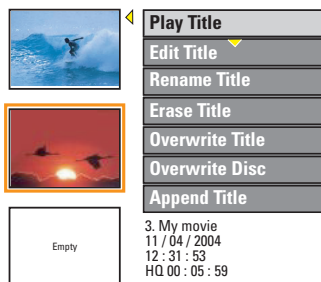 Play Title
Edit Title
Rename Title
Erase Title
Overwrite Title
Overwrite Disc
Append Title
Empty
3. My movie
11 / 04 / 2004
12 : 31 : 53
HQ 00 : 05 : 59